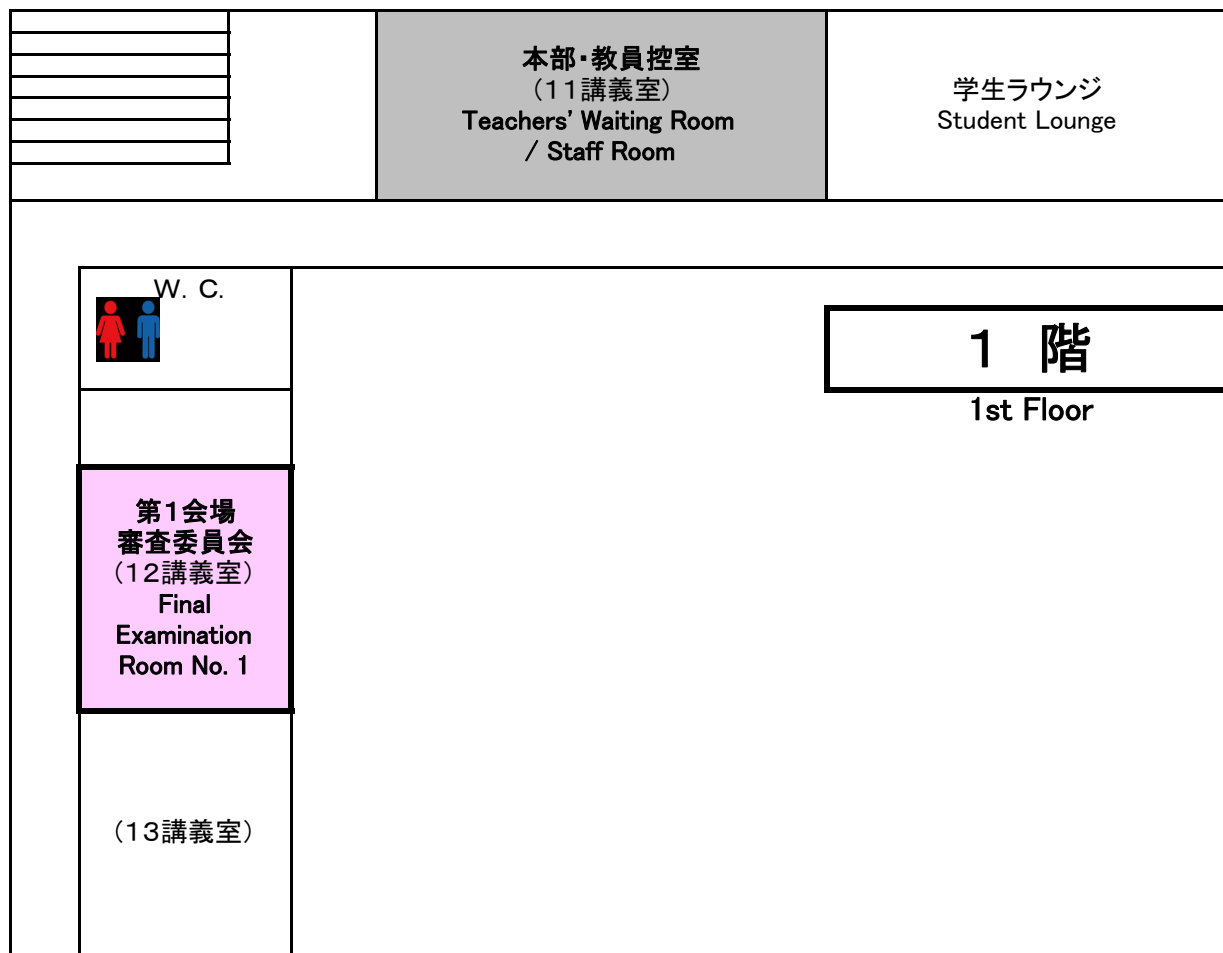 本部・教員控室
（１１講義室）
Teachers' Waiting Room
/ Staff Room
学生ラウンジ
Student Lounge
W. C.
１　階
1st Floor
第１会場
審査委員会
（１２講義室）
Final
Examination
Room No. 1
（１３講義室）